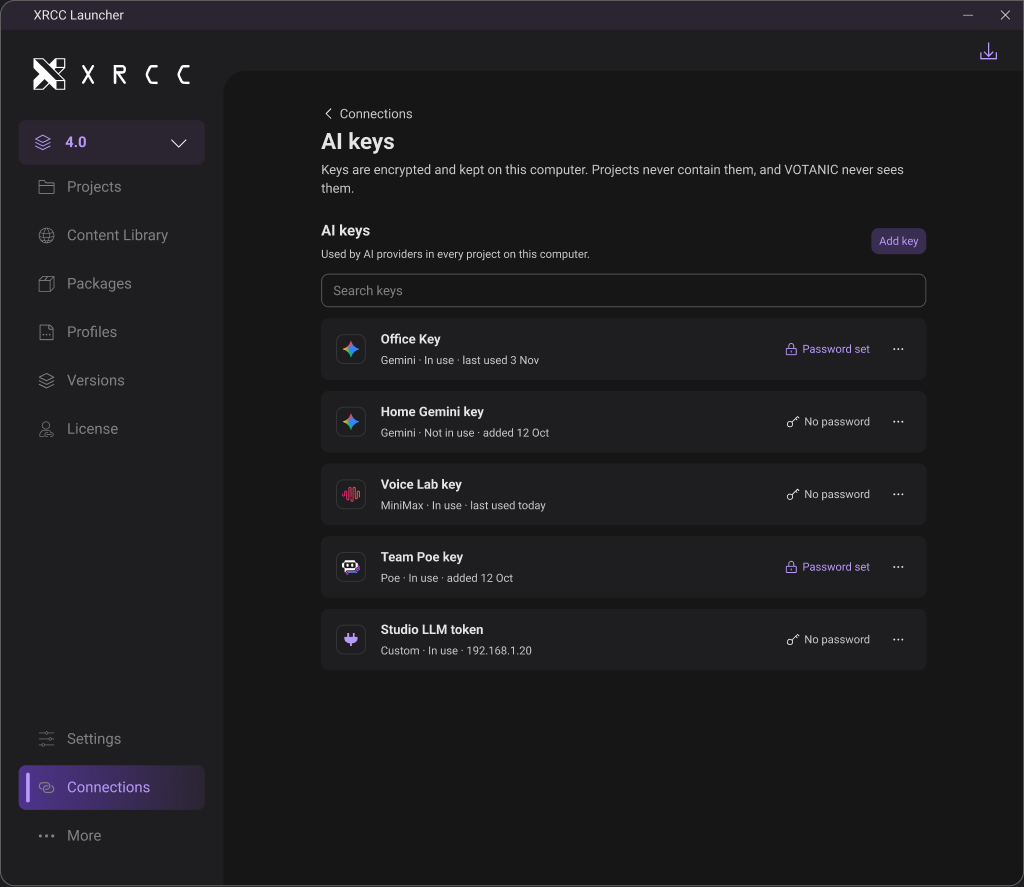 XRCC Launcher
X R C C
4.0
Projects
Content Library
Packages
Profiles
Versions
License
Settings
Connections
More
Connections
AI keys
Keys are encrypted and kept on this computer. Projects never contain them, and VOTANIC never sees
them.
AI keys
Used by AI providers in every project on this computer.
Add key
Search keys
Office Key
Gemini · In use · last used 3 Nov
Password set
Home Gemini key
Gemini · Not in use · added 12 Oct
No password
Voice Lab key
MiniMax · In use · last used today
No password
Team Poe key
Poe · In use · added 12 Oct
Password set
Studio LLM token
Custom · In use · 192.168.1.20
No password